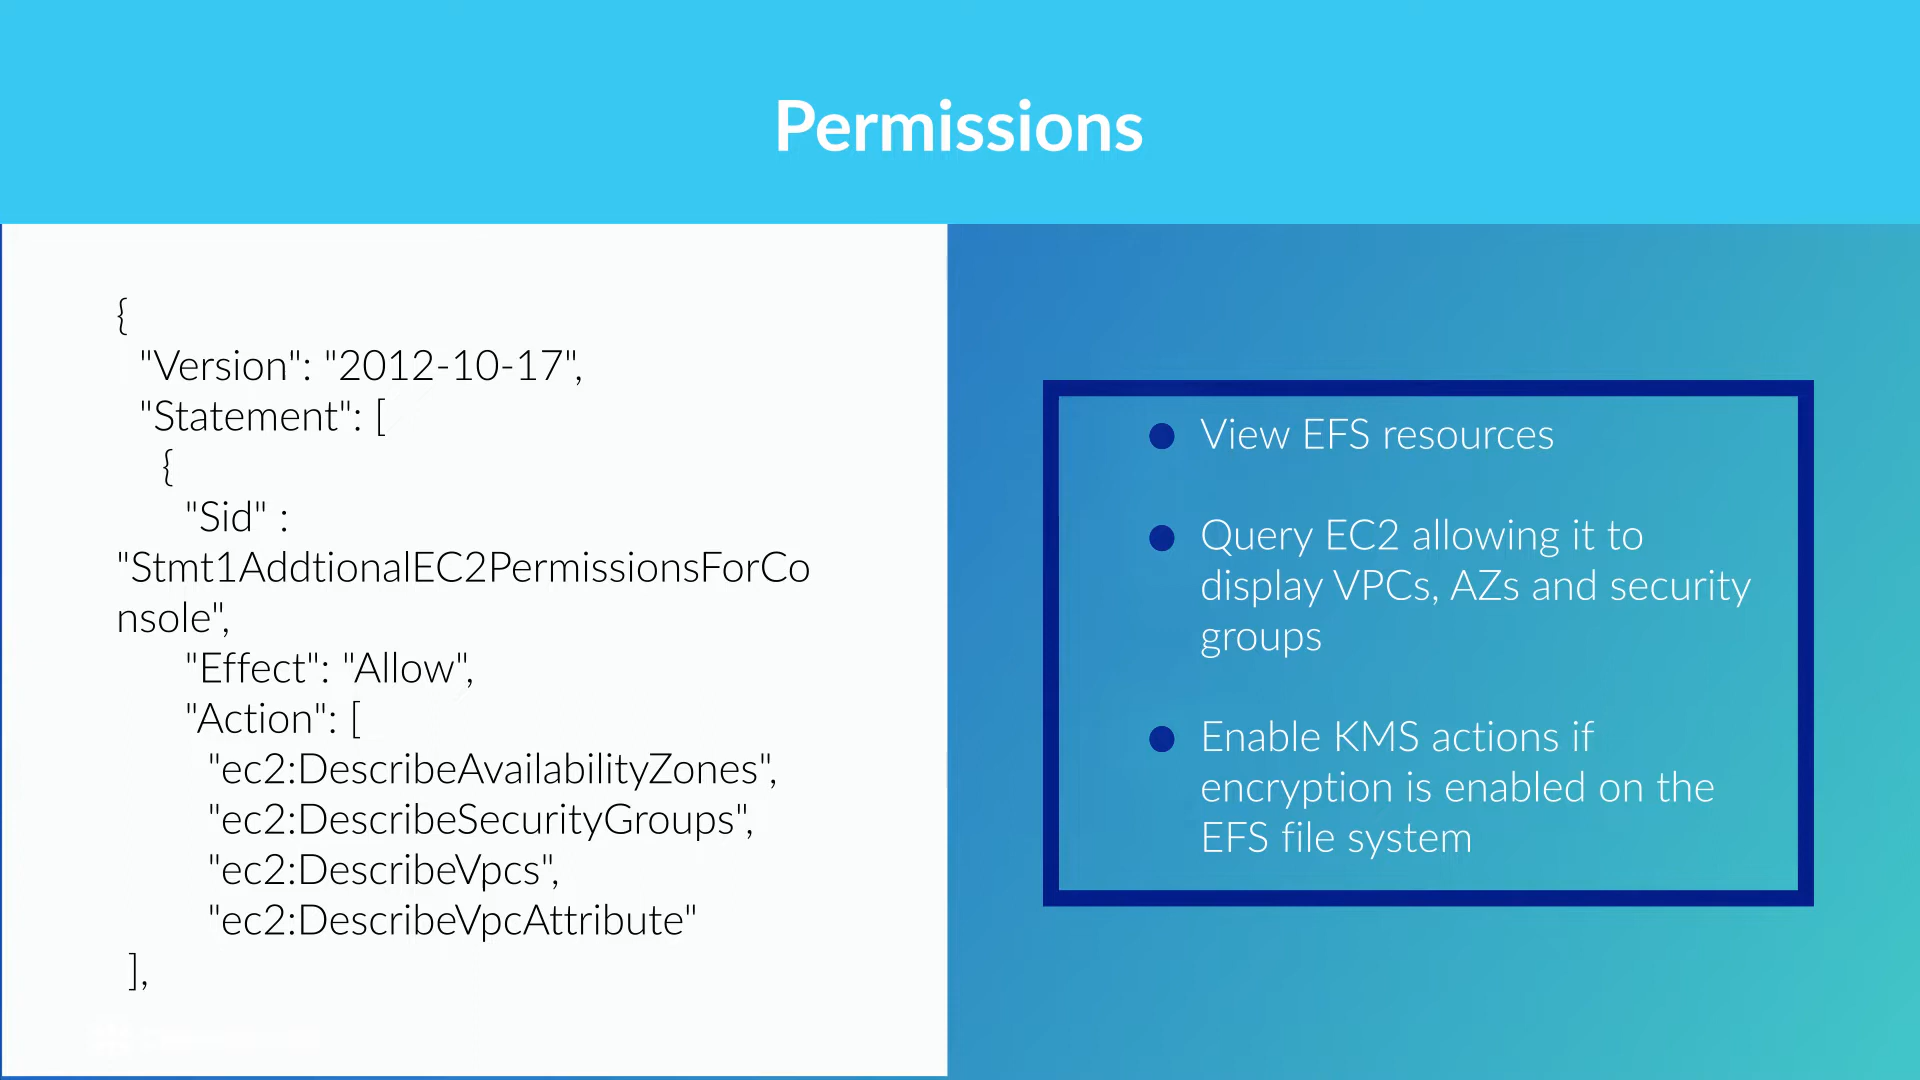 Permissions
{
"Version": "2012-10-17",
"Statement": [
{
"Sid" :
"Stmt1AddtionalEC2PermissionsForCo
nsole",
"Effect": "Allow",
"Action": [
"ec2:DescribeAvailabilityZones",
"ec2:DescribeSecurityGroups",
"ec2:DescribeVpcs",
"ec2:DescribeVpcAttribute"
],
● View EFS resources
● Query EC2 allowing it to
display VPCs, AZs and security
groups
● Enable KMS actions if
encryption is enabled on the
EFS file system